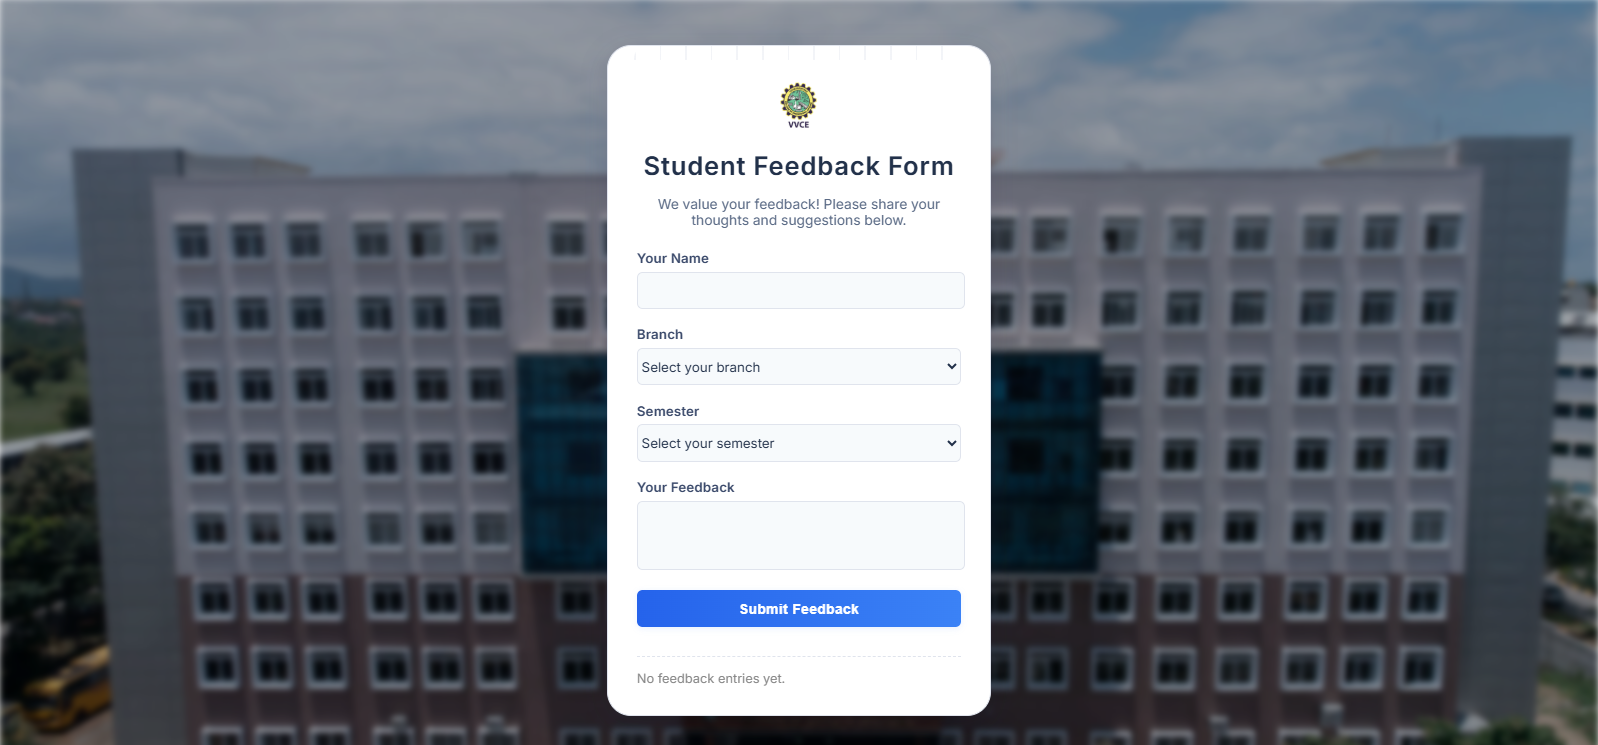 VVCE
Student Feedback Form
We value your feedback! Please share your
thoughts and suggestions below.
Your Name
Branch
Select your branch
Semester
Select your semester
Your Feedback
Submit Feedback
No feedback entries yet.